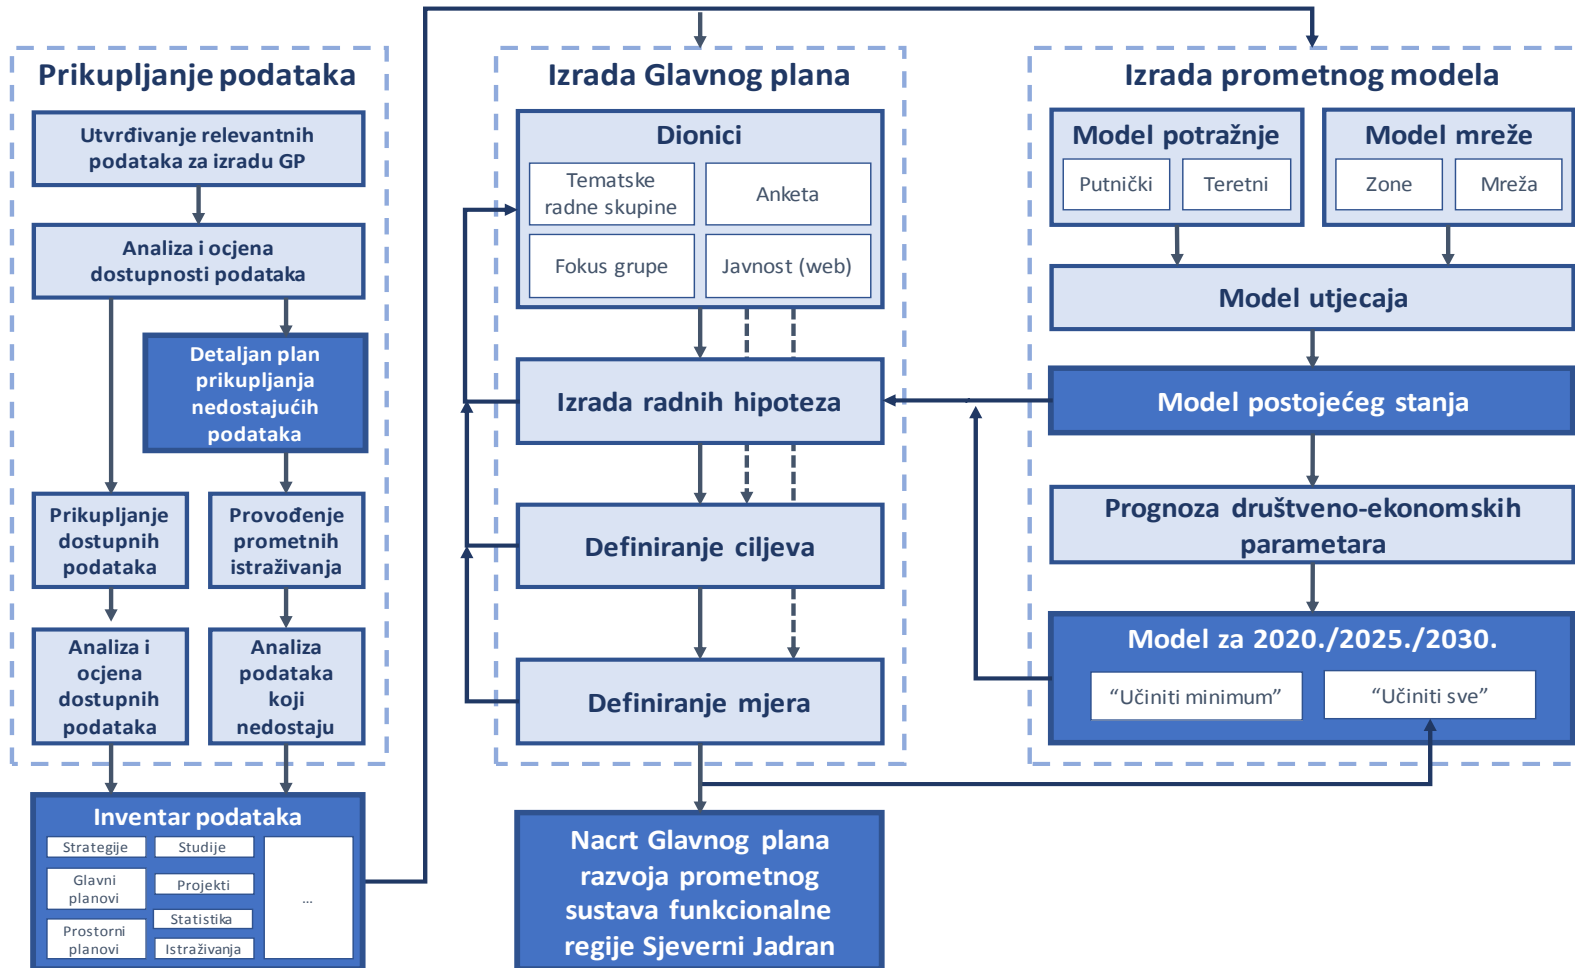 Prikupljanje podataka
Utvrđivanje relevantnih
podataka za izradu GP
Analiza i ocjena
dostupnosti podataka
Detaljan plan
prikupljanja
nedostajućih
podataka
Prikupljanje
dostupnih
podataka
Provođenje
prometnih
istraživanja
Analiza i
ocjena
dostupnih
podataka
Analiza
podataka
koji
nedostaju
Inventar podataka
Strategije
Glavni
planovi
Prostorni
planovi
Studije
Projekti
Statistika
Istraživanja
...
Izrada Glavnog plana
Dionici
Tematske
radne skupine
Anketa
Fokus grupe
Javnost (web)
Izrada radnih hipoteza
Definiranje ciljeva
Definiranje mjera
Nacrt Glavnog plana
razvoja prometnog
sustava funkcionalne
regije Sjeverni Jadran
Izrada prometnog modela
Model potražnje
Putnički
Teretni
Model mreže
Zone
Mreža
Model utjecaja
Model postojećeg stanja
Prognoza društveno-ekonomskih
parametara
Model za 2020./2025./2030.
“Učiniti minimum”
“Učiniti sve”